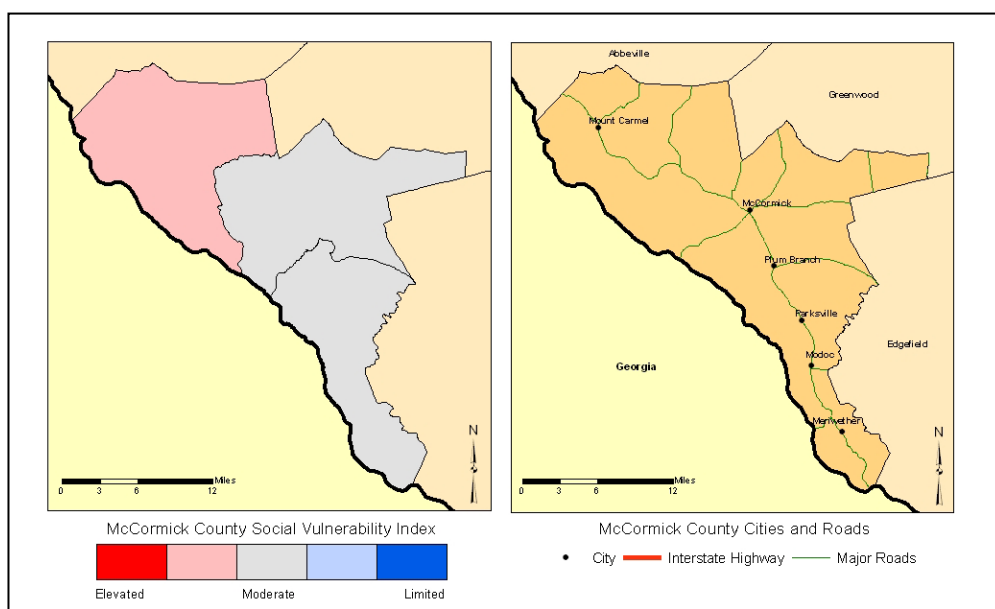 N
Miles
0 3 6 12
McCormick County Social Vulnerability Index
Elevated Moderate Limited
Abbeville
Greenwood
Mount Carmel
McCormick
Plum Branch
Parksville
Edgefield
Modoc
Georgia
Meriwether
N
Miles
0 3 6 12
McCormick County Cities and Roads
City Interstate Highway Major Roads